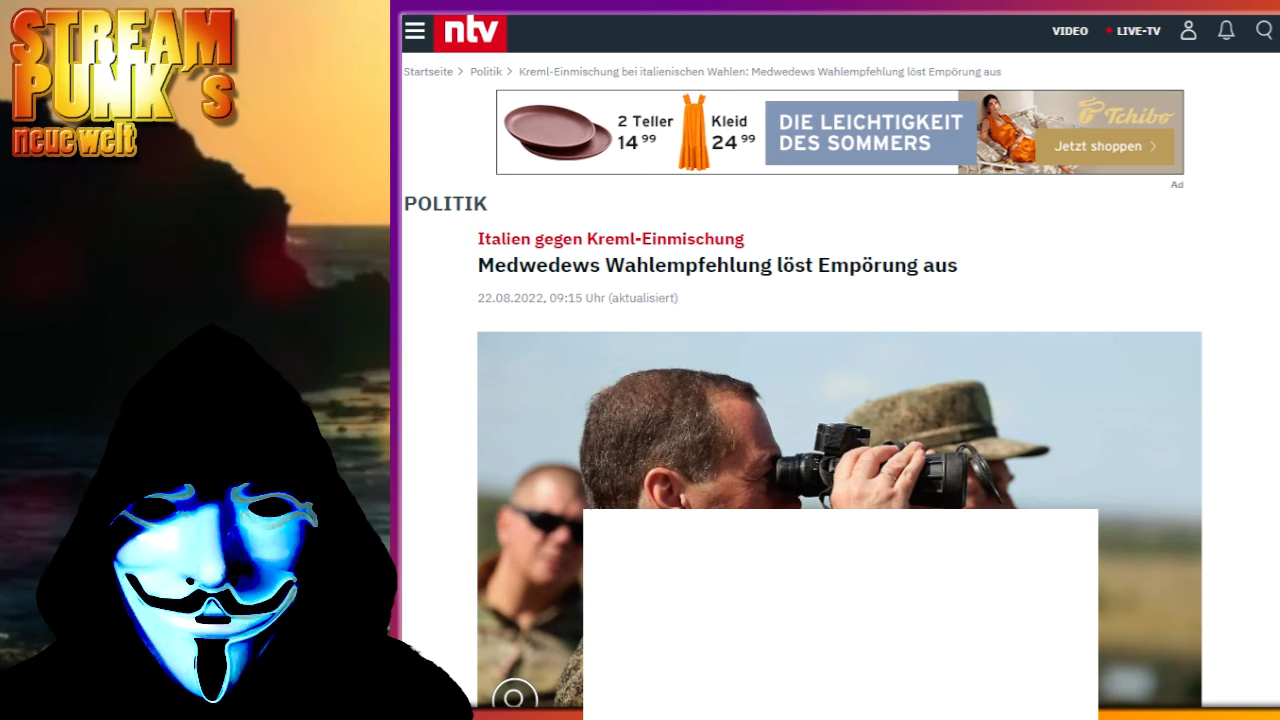 STREAM
PUNK´s
neue welt
ntv
VIDEO
LIVE-TV
Startseite > Politik > Kreml-Einmischung bei italienischen Wahlen: Medwedews Wahlempfehlung löst Empörung aus
2 Teller
14 99
Kleid
24 99
DIE LEICHTIGKEIT
DES SOMMERS
Tchibo
Jetzt shoppen >
Ad
POLITIK
Italien gegen Kreml-Einmischung
Medwedews Wahlempfehlung löst Empörung aus
22.08.2022, 09:15 Uhr (aktualisiert)